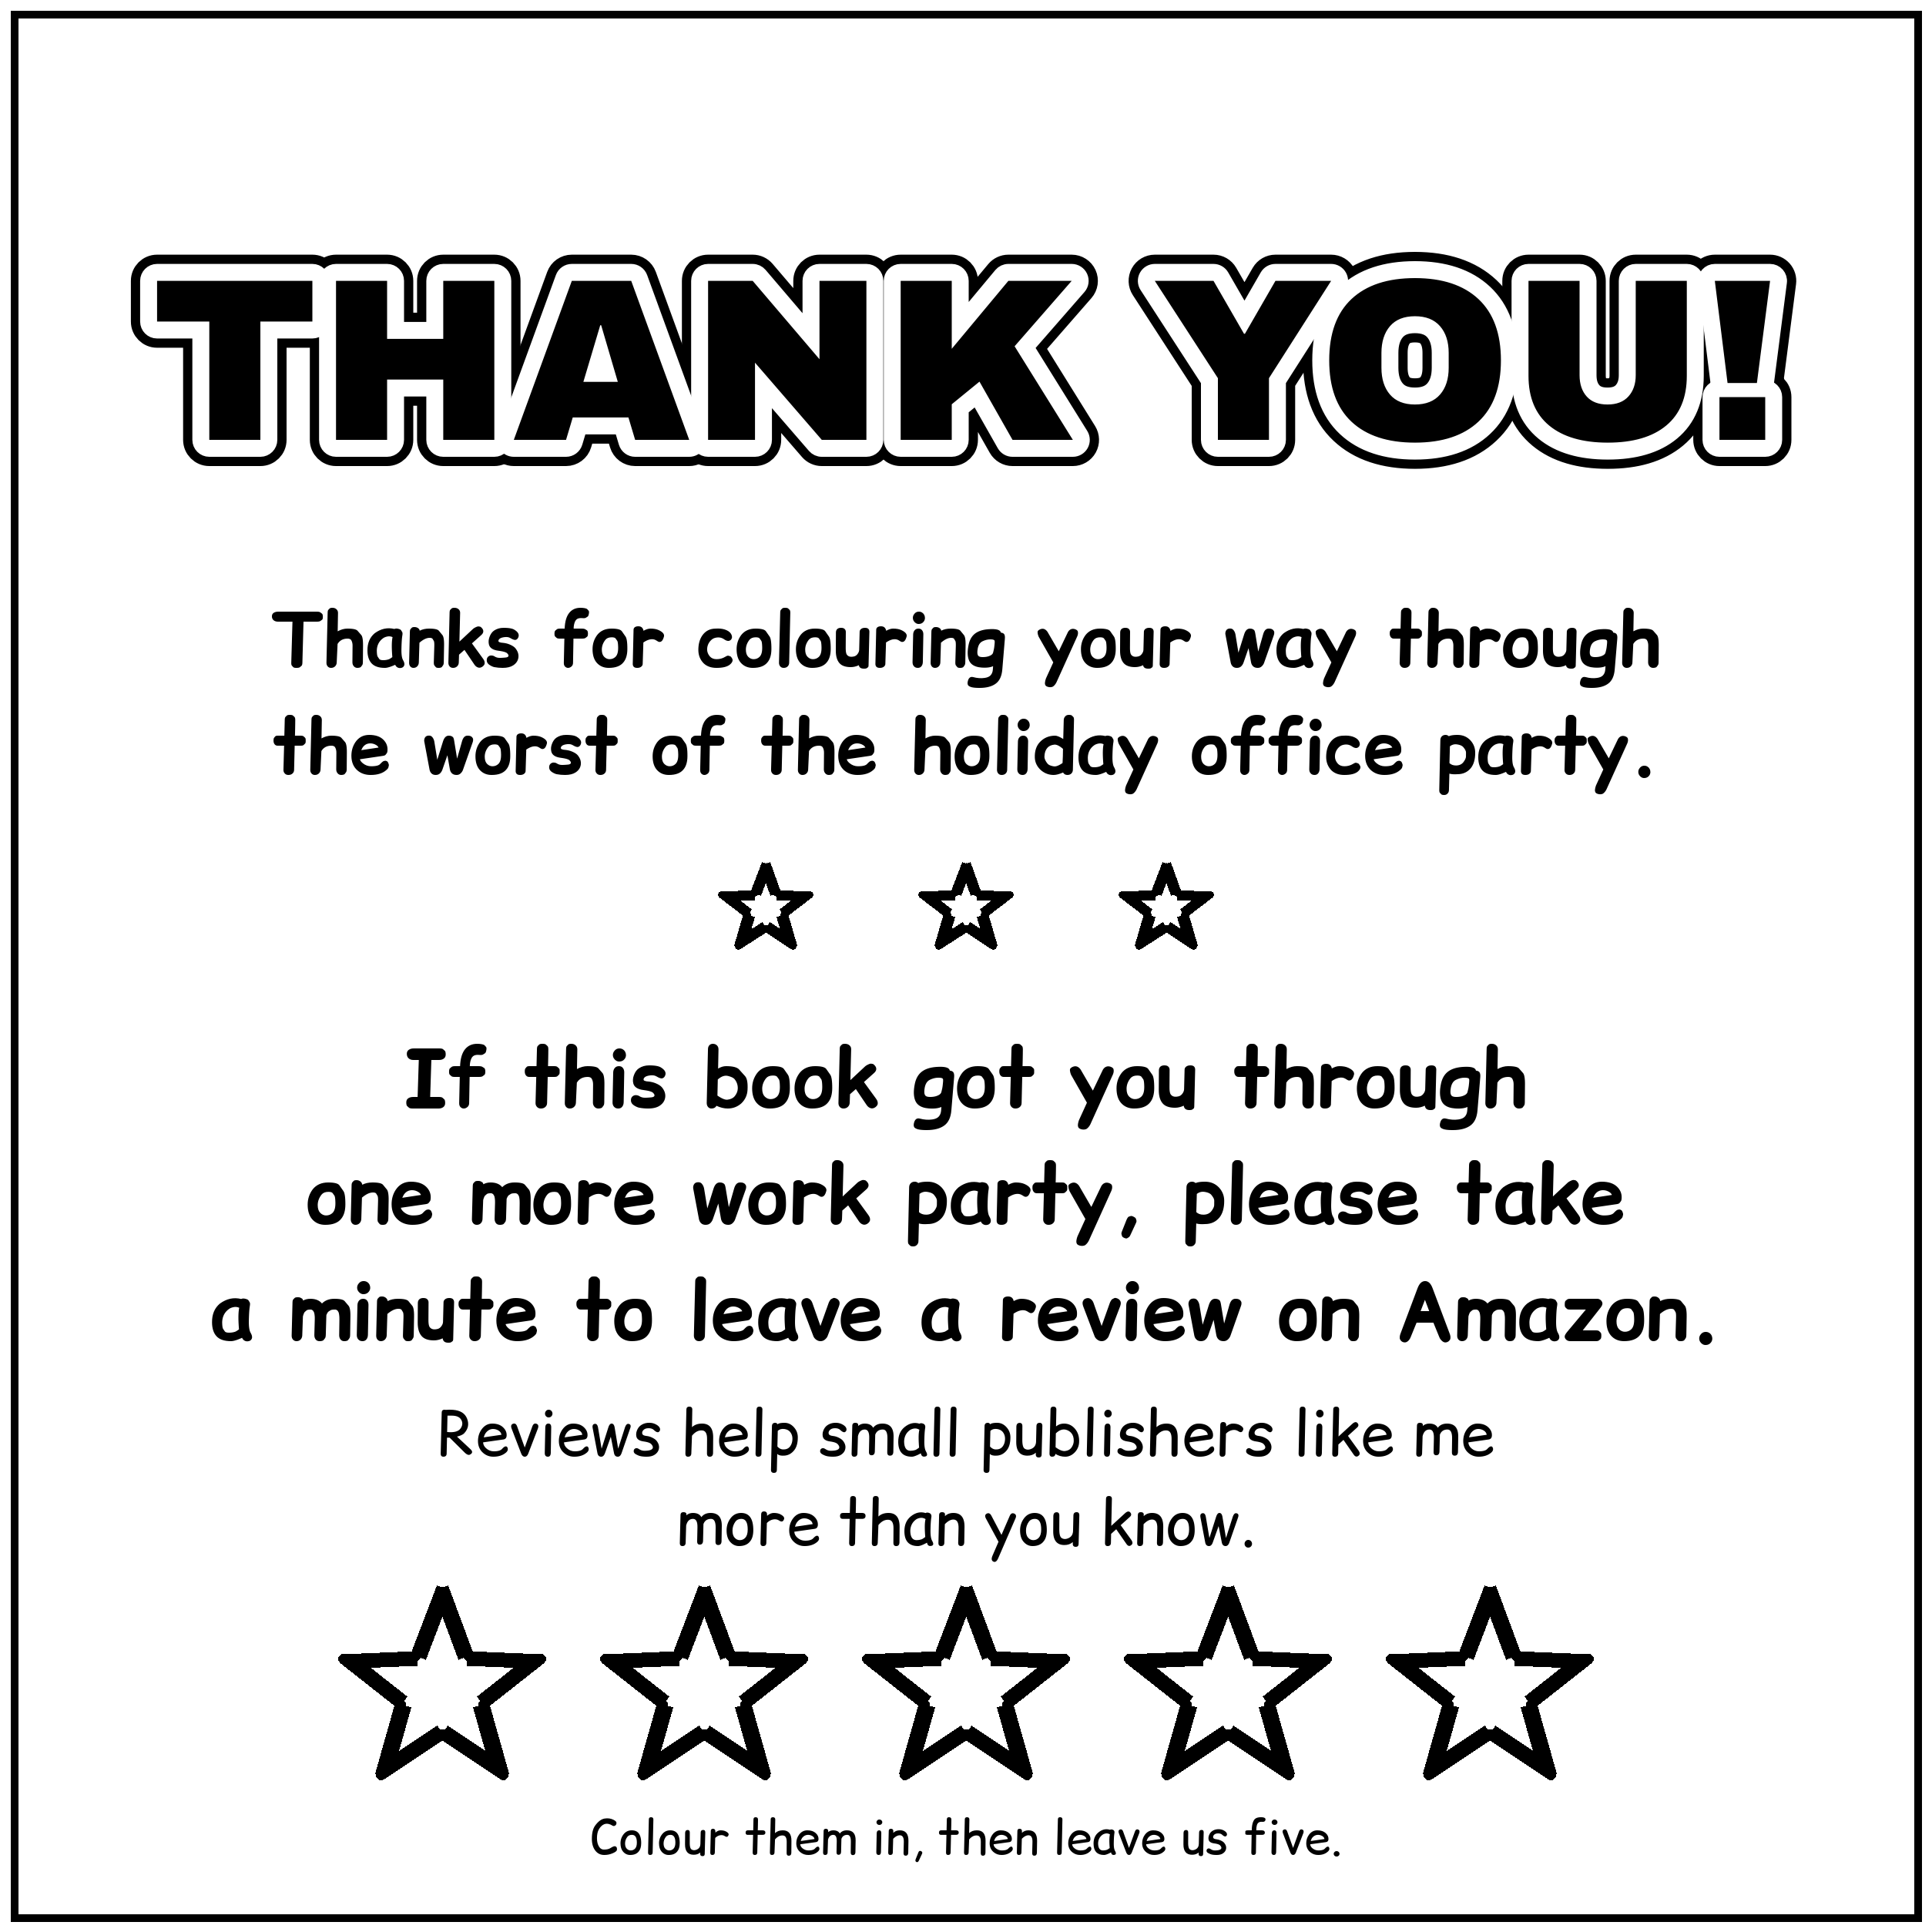 THANK YOU!
Thanks for colouring your way through
the worst of the holiday office party.
If this book got you through
one more work party, please take
a minute to leave a review on Amazon.
Reviews help small publishers like me
more than you know.
Colour them in, then leave us five.